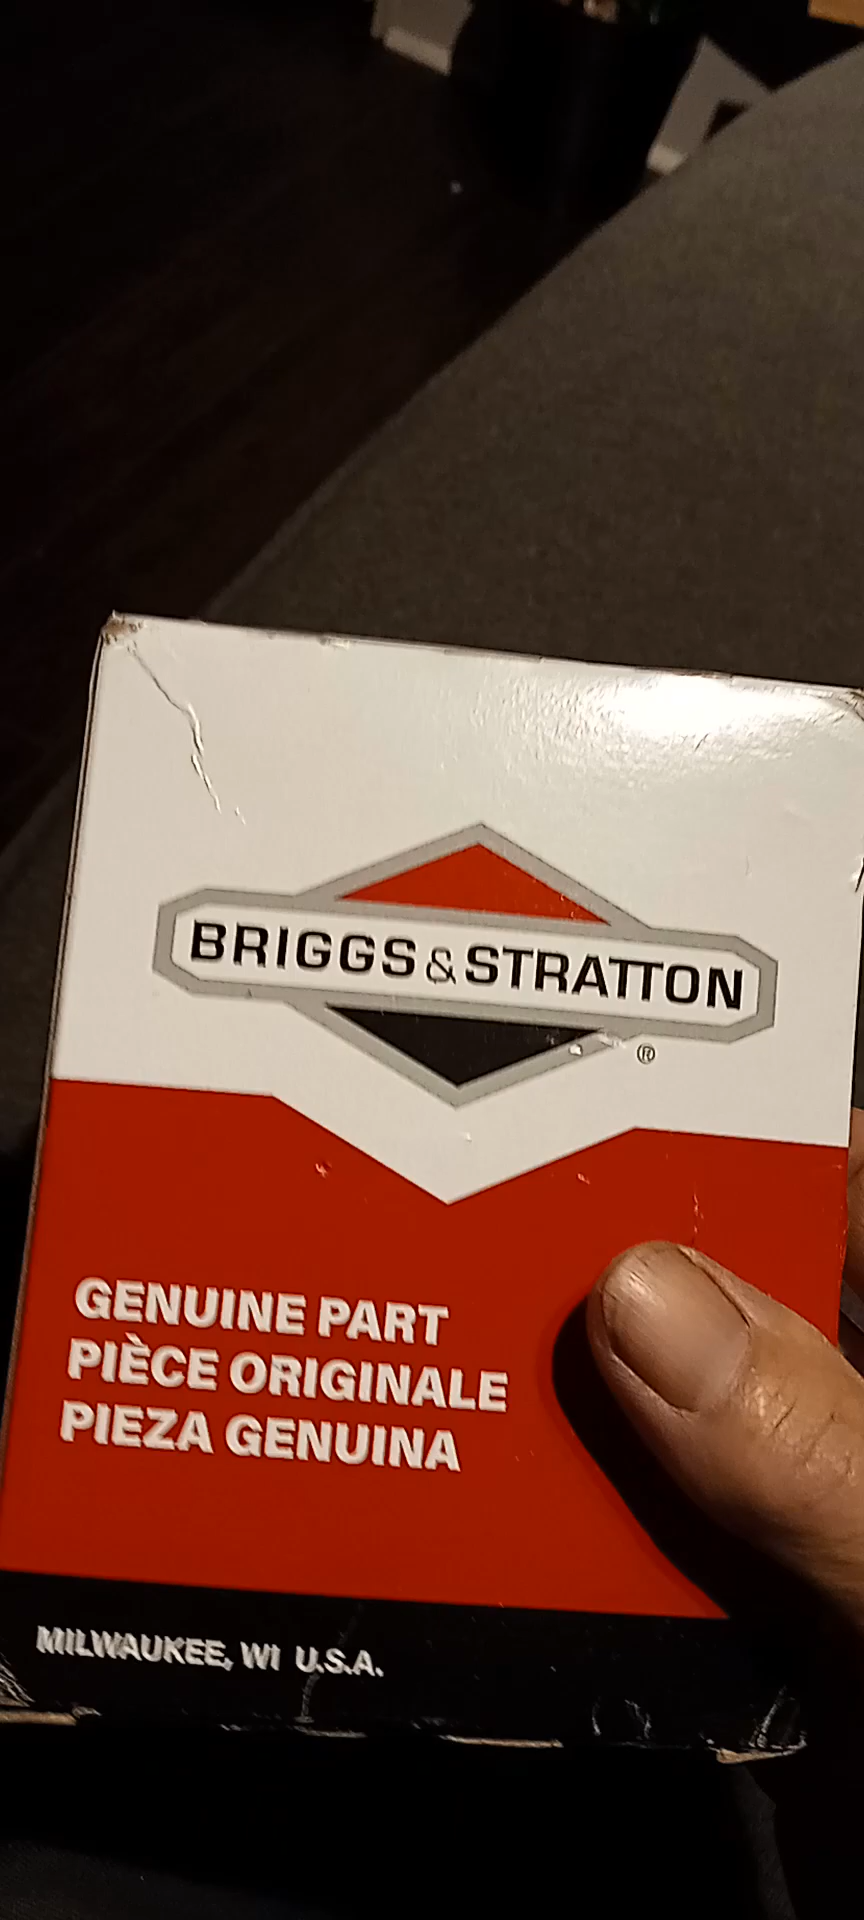 BRIGGS & STRATTON
®
GENUINE PART
PIÈCE ORIGINALE
PIEZA GENUINA
MILWAUKEE, WI U.S.A.